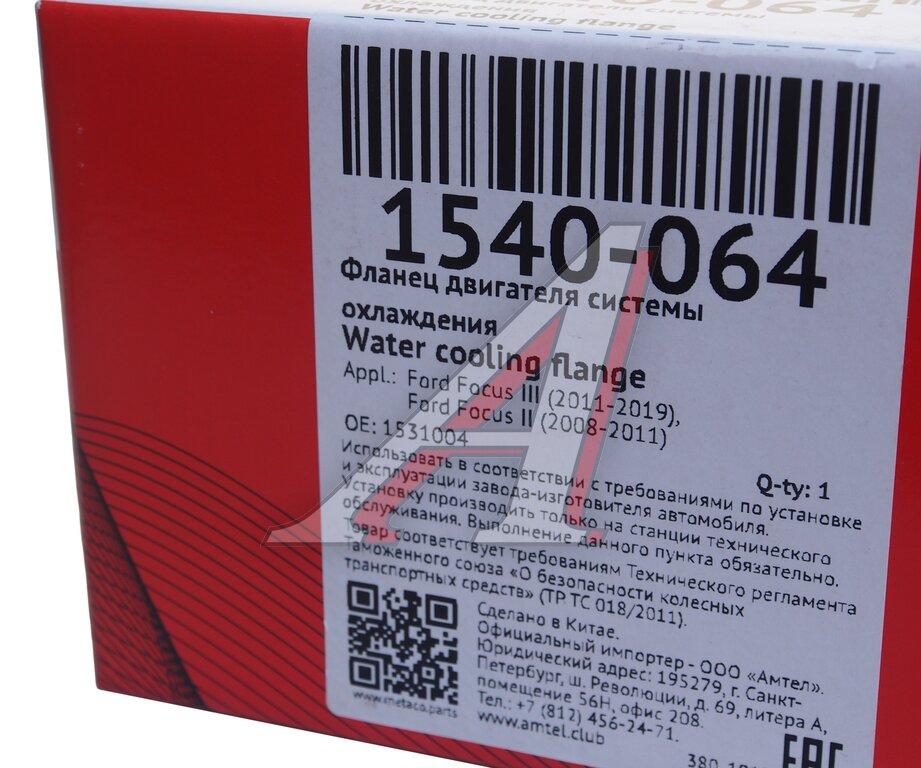 Water cooling flange
1540-064
Фланец двигателя системы
охлаждения
Water cooling flange
Appl.: Ford Focus III (2011-2019),
Ford Focus II (2008-2011)
OE: 1531004
Q-ty: 1
Использовать в соответствии с требованиями по установке
и эксплуатации завода-изготовителя автомобиля.
Установку производить только на станции технического
обслуживания. Выполнение данного пункта обязательно.
Товар соответствует требованиям Технического регламента
Таможенного союза «О безопасности колесных
транспортных средств» (ТР ТС 018/2011).
www.metaco.parts
Сделано в Китае.
Официальный импортер - ООО «Амтел».
Юридический адрес: 195279, г. Санкт-
Петербург, ш. Революции, д. 69, литера А,
помещение 56Н, офис 208.
Тел.: +7 (812) 456-24-71.
www.amtel.club
EAC